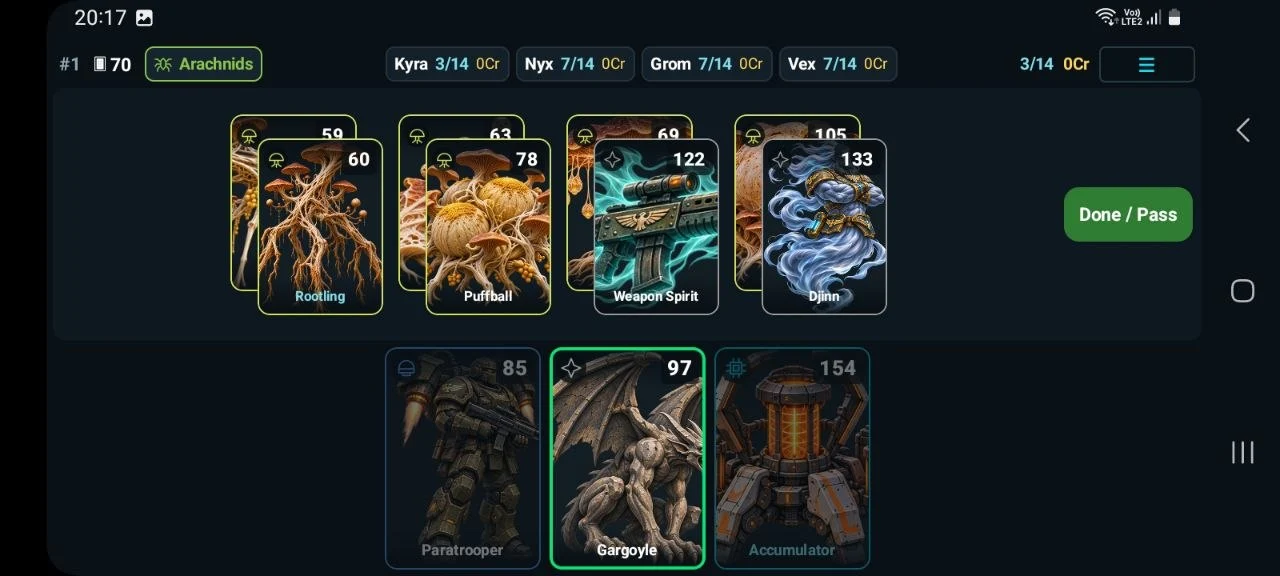 20:17
Vo))
LTE2
#1 70 Arachnids Kyra 3/14 0Cr Nyx 7/14 0Cr Grom 7/14 0Cr Vex 7/14 0Cr 3/14 0Cr
59 63 69 105
60 78 122 133
Done / Pass
Rootling Puffball Weapon Spirit Djinn
85 97 154
Paratrooper Gargoyle Accumulator